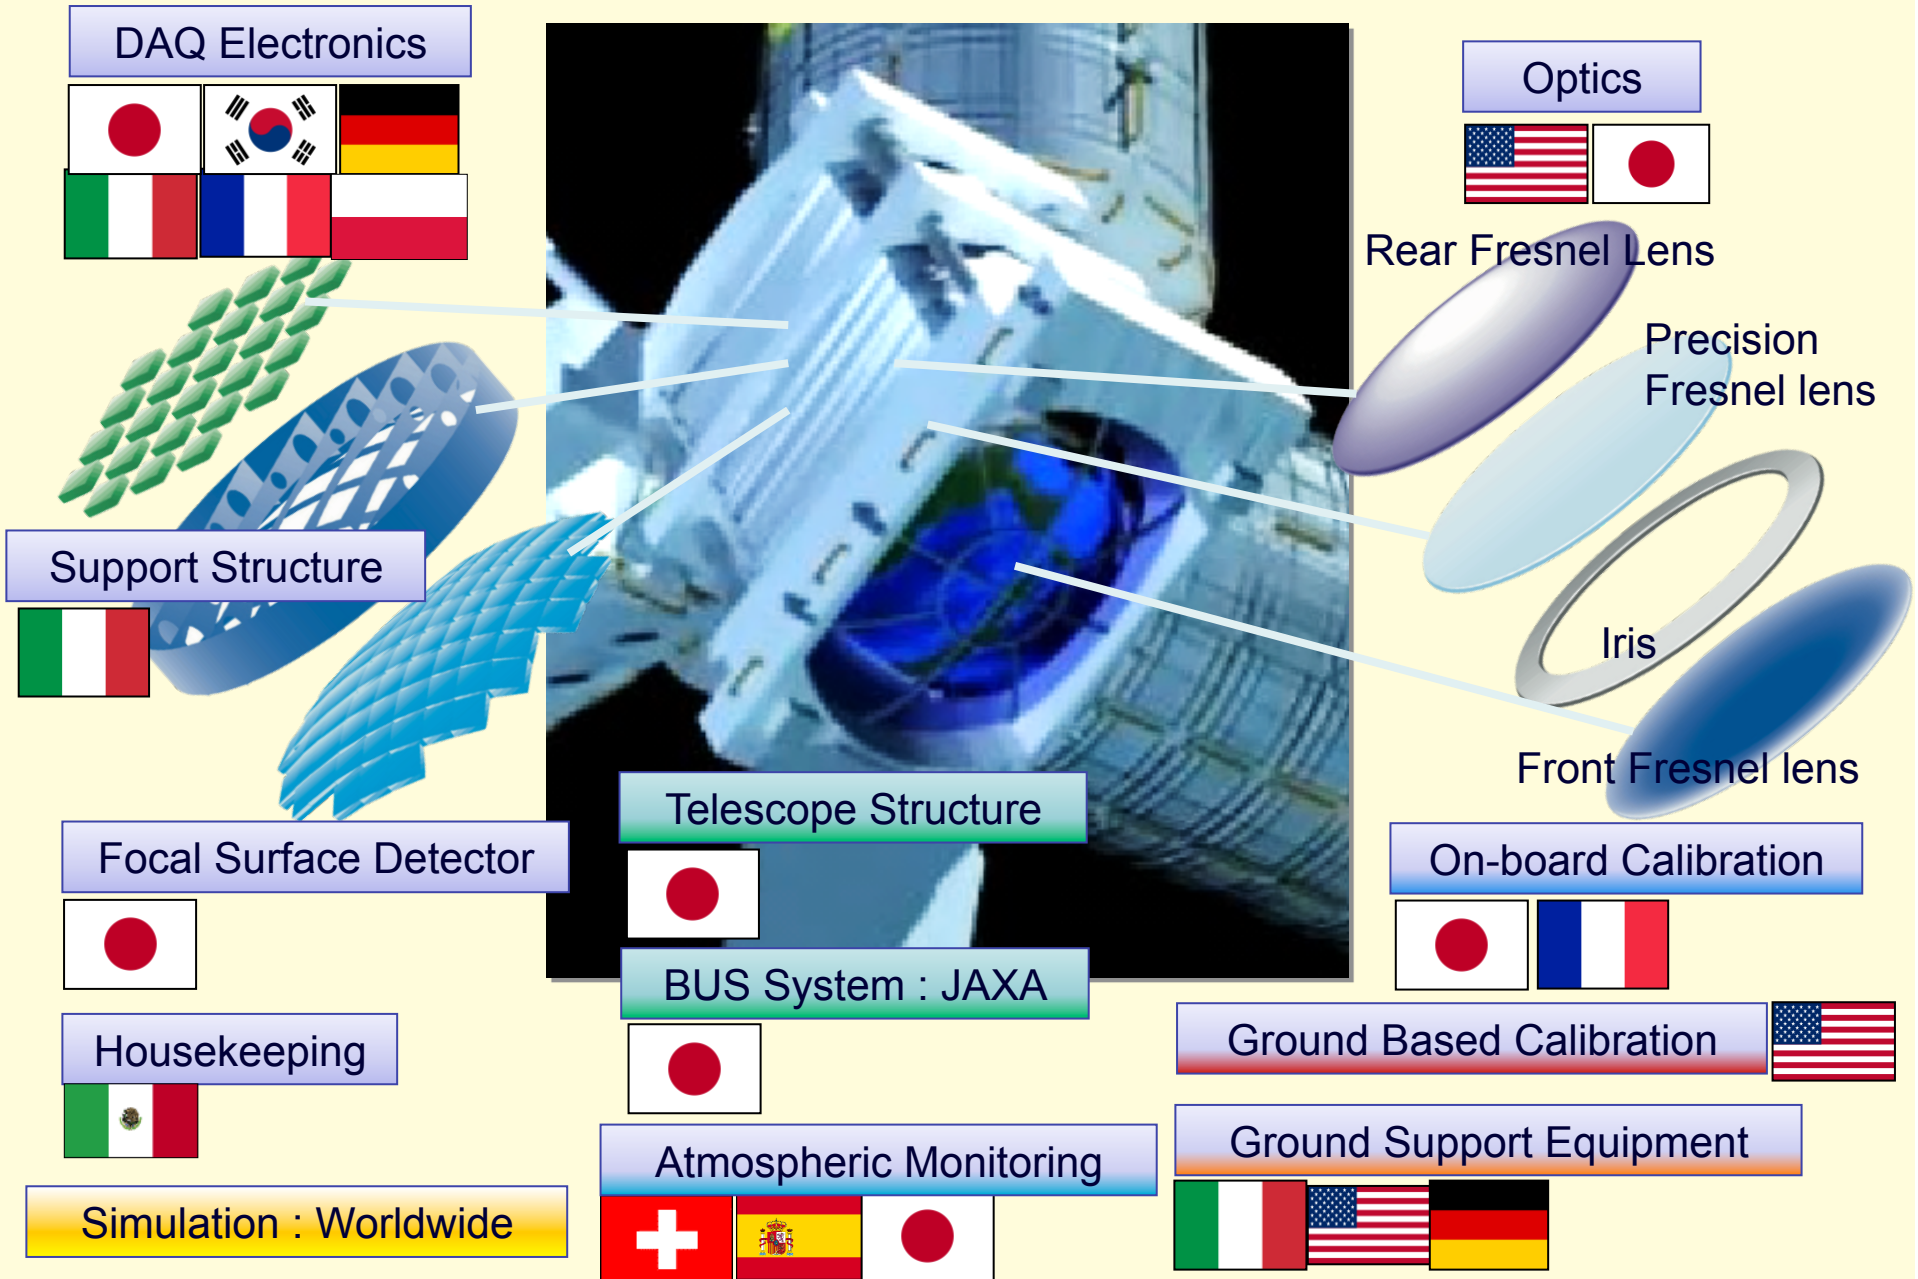 DAQ Electronics
Optics
Rear Fresnel Lens
Precision
Fresnel lens
Support Structure
Iris
Front Fresnel lens
Telescope Structure
Focal Surface Detector
On-board Calibration
BUS System : JAXA
Housekeeping
Ground Based Calibration
Atmospheric Monitoring
Ground Support Equipment
Simulation : Worldwide